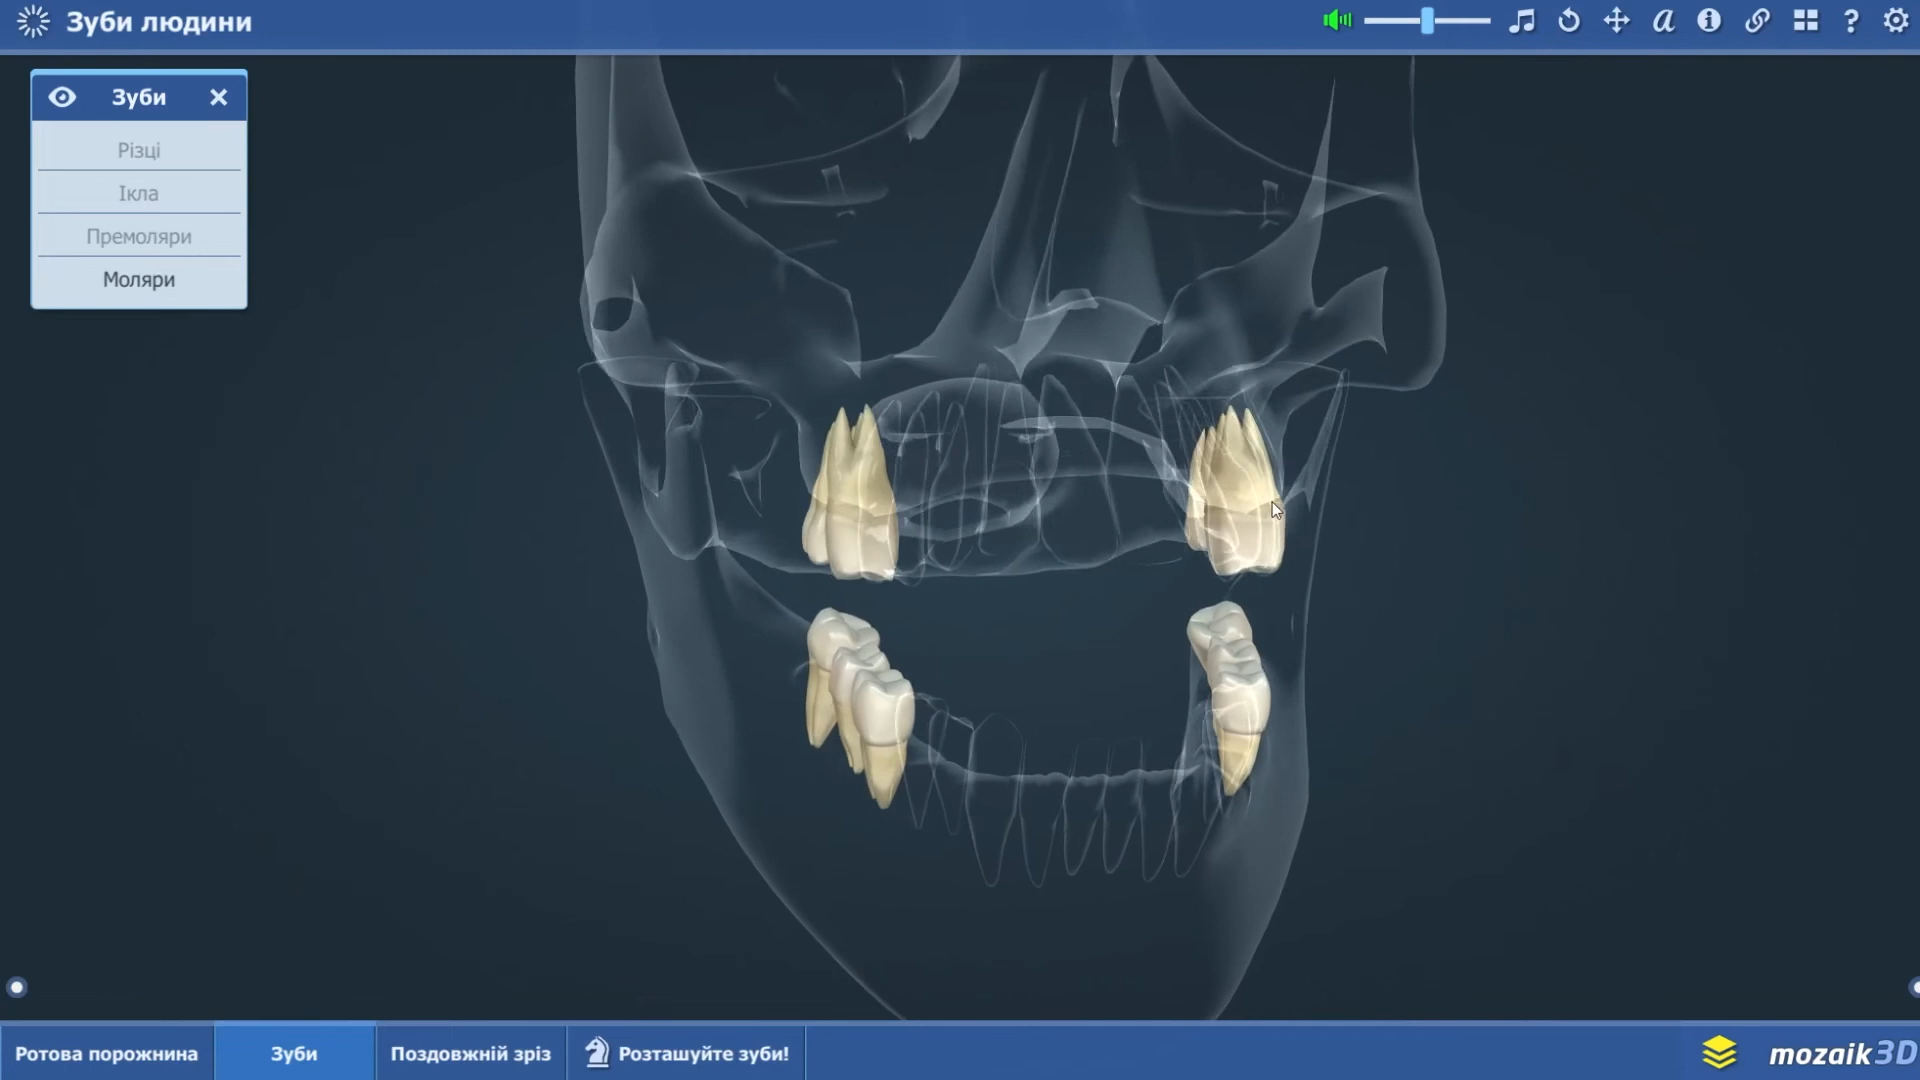 Зуби людини
Зуби
Різці
Ікла
Премоляри
Моляри
Ротова порожнина
Зуби
Поздовжній зріз
Розташуйте зуби!
mozaik3D